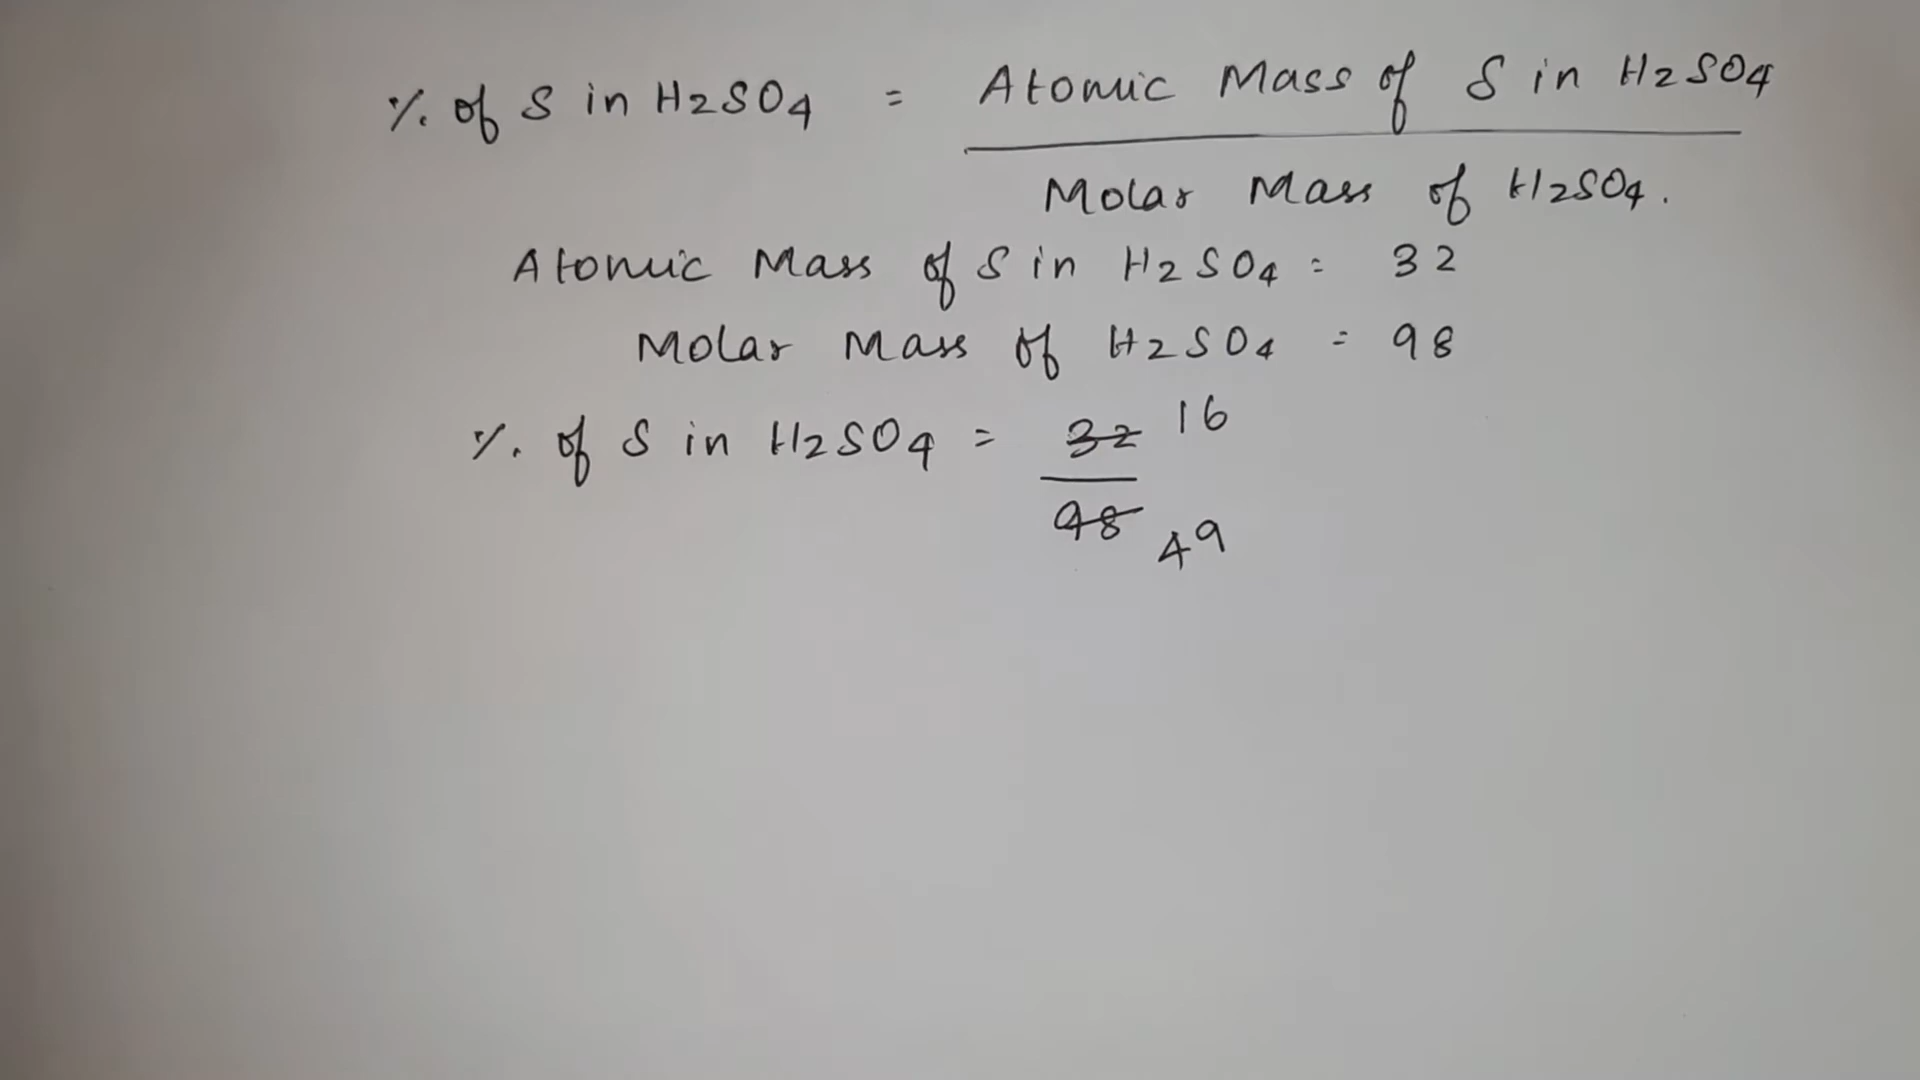 % of S in H2SO4 = Atomic Mass of S in H2SO4
Molar Mass of H2SO4.
Atomic Mass of S in H2SO4 = 32
Molar Mass of H2SO4 = 98
% of S in H2SO4 = 32 16
98 49